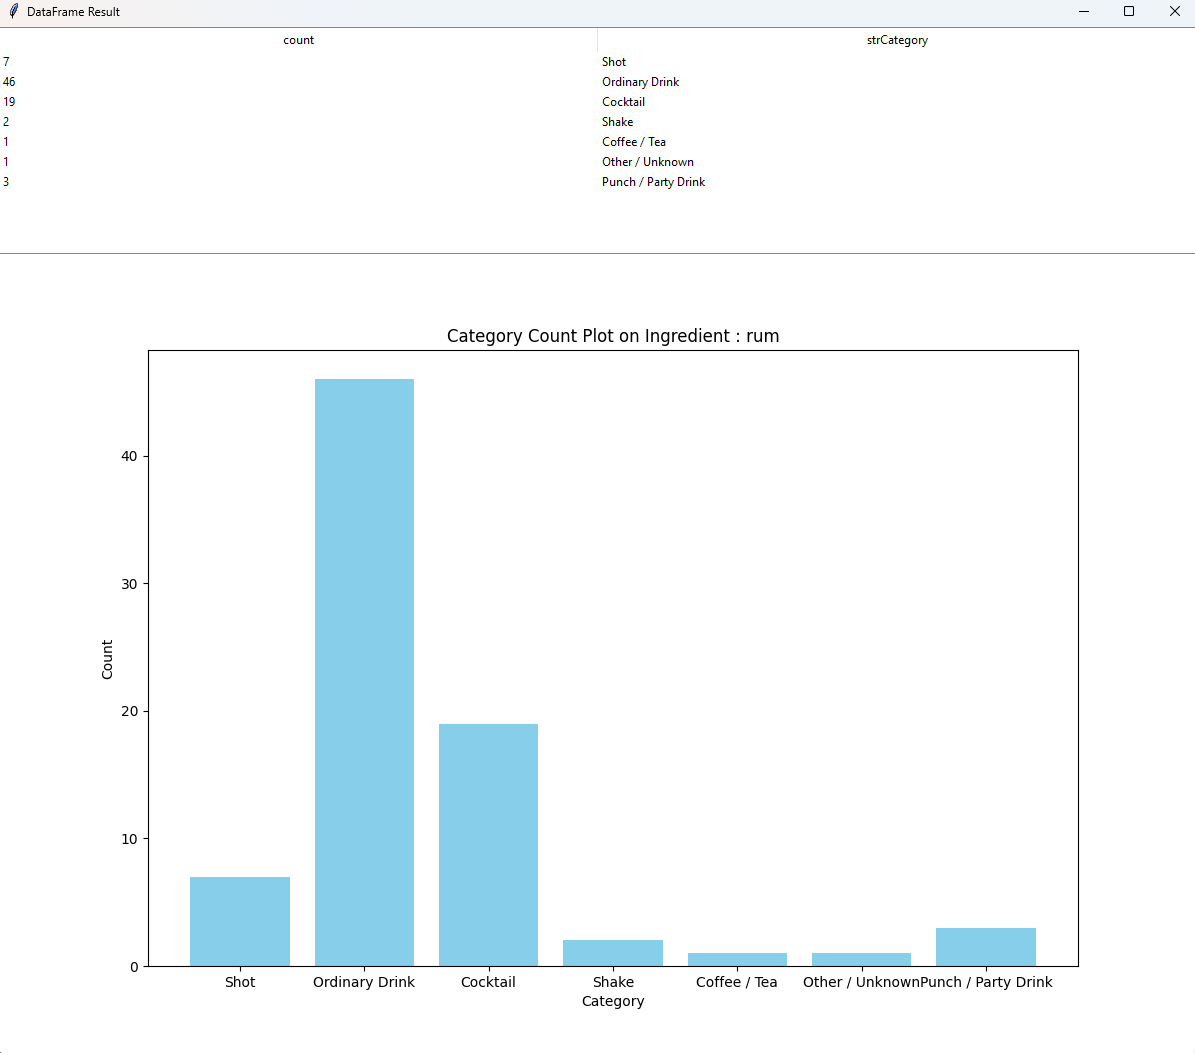 DataFrame Result
count strCategory
7 Shot
46 Ordinary Drink
19 Cocktail
2 Shake
1 Coffee / Tea
1 Other / Unknown
3 Punch / Party Drink
Category Count Plot on Ingredient : rum
40
30
20
10
0
Count
Shot Ordinary Drink Cocktail Shake Coffee / Tea Other / Unknown Punch / Party Drink
Category